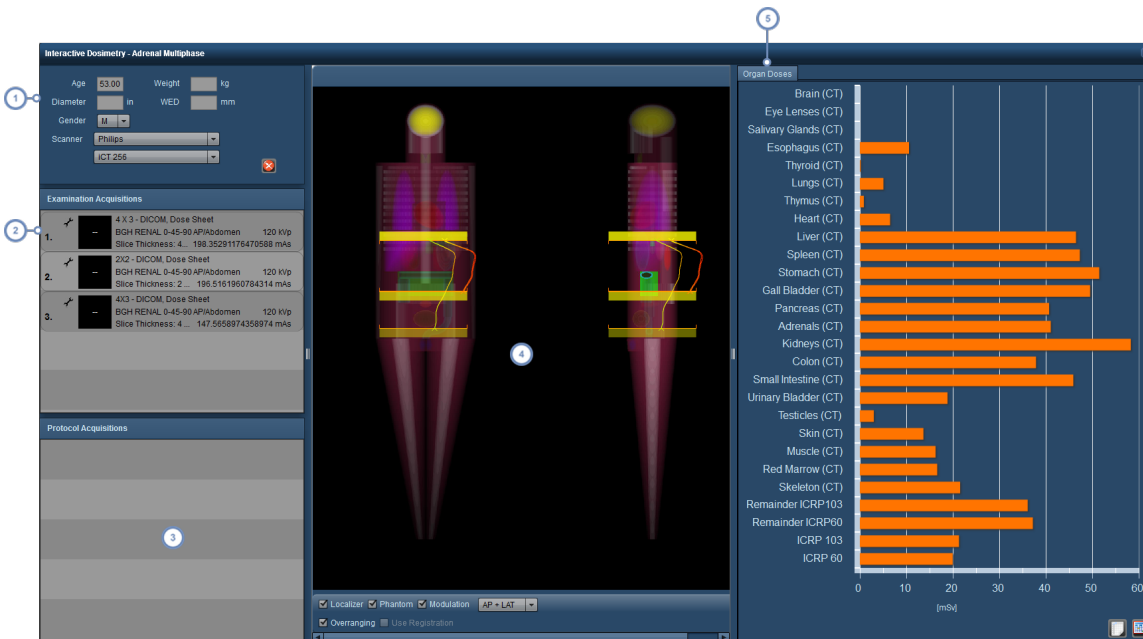 5
Interactive Dosimetry - Adrenal Multiphase
1
Age 53.00 Weight kg
Diameter in WED mm
Gender M
Scanner Philips
ICT 256
Examination Acquisitions
2
1.
--
4 X 3 - DICOM, Dose Sheet
BGH RENAL 0-45-90 AP/Abdomen 120 kVp
Slice Thickness: 4... 198.35291176470588 mAs
2.
--
2X2 - DICOM, Dose Sheet
BGH RENAL 0-45-90 AP/Abdomen 120 kVp
Slice Thickness: 2 ... 196.5161960784314 mAs
3.
--
4X3 - DICOM, Dose Sheet
BGH RENAL 0-45-90 AP/Abdomen 120 kVp
Slice Thickness: 4 ... 147.5658974358974 mAs
Protocol Acquisitions
3
4
Localizer Phantom Modulation AP + LAT
Overranging Use Registration
Organ Doses
Brain (CT)
Eye Lenses (CT)
Salivary Glands (CT)
Esophagus (CT)
Thyroid (CT)
Lungs (CT)
Thymus (CT)
Heart (CT)
Liver (CT)
Spleen (CT)
Stomach (CT)
Gall Bladder (CT)
Pancreas (CT)
Adrenals (CT)
Kidneys (CT)
Colon (CT)
Small Intestine (CT)
Urinary Bladder (CT)
Testicles (CT)
Skin (CT)
Muscle (CT)
Red Marrow (CT)
Skeleton (CT)
Remainder ICRP103
Remainder ICRP60
ICRP 103
ICRP 60
0 10 20 30 40 50 60
[mSv]